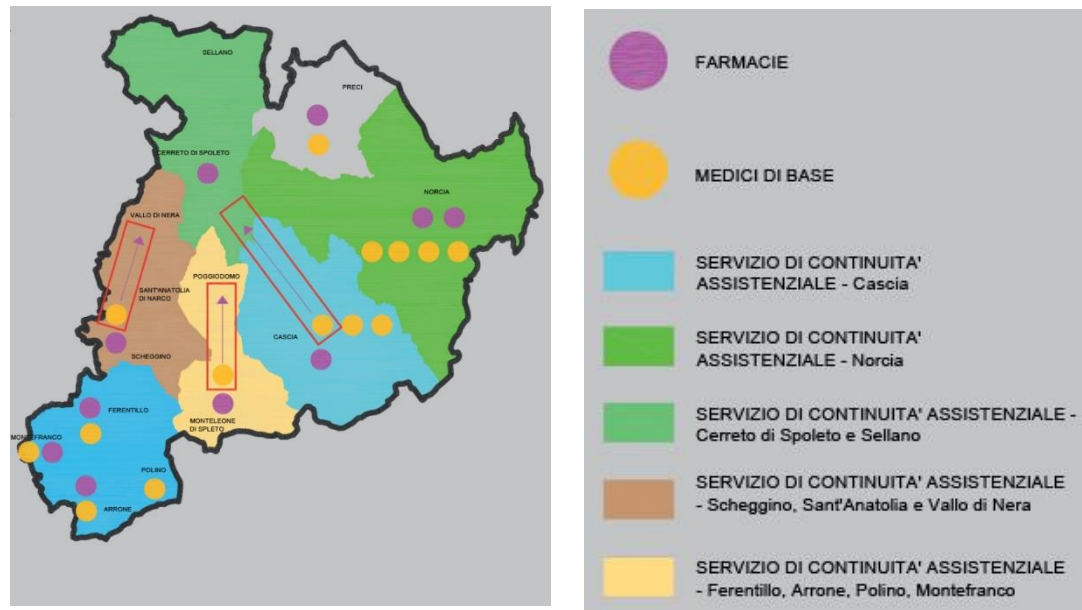 SELLANO
PRECI
CERRETO DI SPOLETO
NORCIA
VALLO DI NERA
POGGIODOMO
SANT'ANATOLIA
DI NARCO
CASCIA
SCHEGGINO
FERENTILLO
MONTELEONE
DI SPLETO
MONTEFRANCO
POLINO
ARRONE
FARMACIE
MEDICI DI BASE
SERVIZIO DI CONTINUITA'
ASSISTENZIALE - Cascia
SERVIZIO DI CONTINUITA'
ASSISTENZIALE - Norcia
SERVIZIO DI CONTINUITA' ASSISTENZIALE -
Cerreto di Spoleto e Sellano
SERVIZIO DI CONTINUITA' ASSISTENZIALE
- Scheggino, Sant'Anatolia e Vallo di Nera
SERVIZIO DI CONTINUITA' ASSISTENZIALE
- Ferentillo, Arrone, Polino, Montefranco